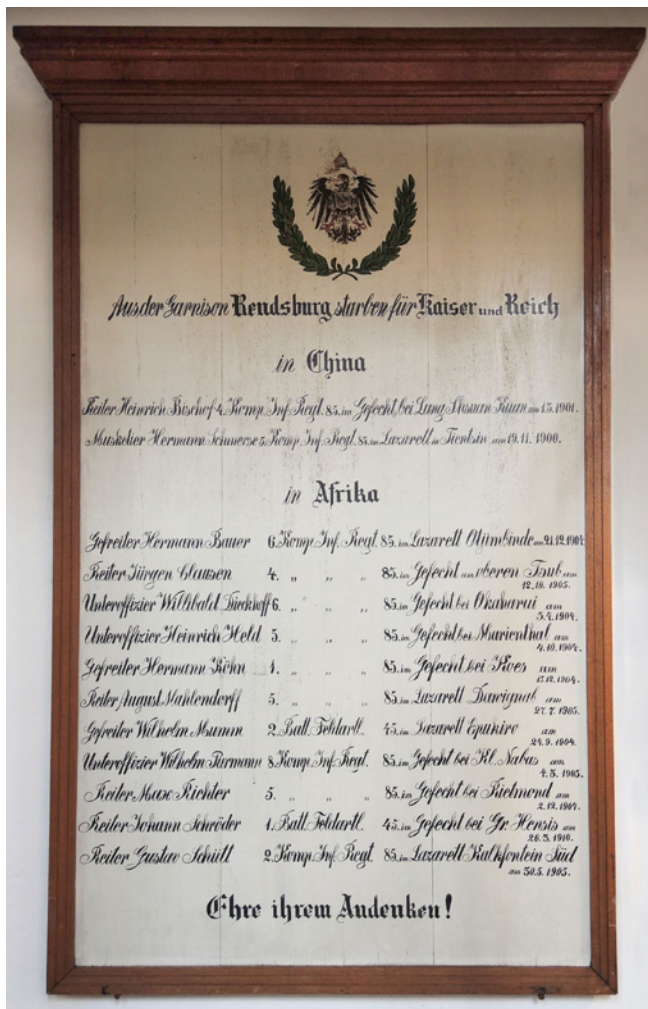 Aus der Garnison Rendsburg starben für Kaiser und Reich
in China
Reiter Heinrich Bischof 4. Komp. Inf. Regt. 85. im Gefecht bei Kuan am 1901.
Musketier Hermann 5. Komp. Inf. Regt. 85. im Lazarett in Tientsin am 19.11. 1900.
in Afrika
Gefreiter Hermann Bauer 6. Komp. Inf. Regt. 85. im Lazarett Otjimbinde am 21.12.1904
Reiter Jürgen Clausen 4. „ „ „ 85. im Gefecht am oberen Tsub am
12.10. 1905.
Unteroffizier Willibald Dieckhoff 6. „ „ „ 85. im Gefecht bei Okaharui am
3.4.1904.
Unteroffizier Heinrich Held 5. „ „ „ 85. im Gefecht bei Marienthal am
4.10.1904.
Gefreiter Hermann Köhn 1. „ „ „ 85. im Gefecht bei Koes am
12.1904.
Reiter August Mahlendorff 5. „ „ „ 85. im Lazarett Dawignab am
27.7. 1905.
Gefreiter Wilhelm Mumm 2. Batt. Feldartl. 45. im Lazarett Epukiro am
24.9. 1904.
Unteroffizier Wilhelm Parmann 8. Komp. Inf. Regt. 85. im Gefecht bei Kl. Nabas am
4.5. 1905.
Reiter Max Richter 5. „ „ „ 85. im Gefecht bei Rietmond am
2.12.1904.
Reiter Johann Schröder 1. Batt. Feldartl. 45. im Gefecht bei Gr. Hensis am
26.3.1910.
Reiter Gustav Schütt 2. Komp. Inf. Regt. 85. im Lazarett Kalkfontein Süd
am 30.5. 1905.
Ehre ihrem Andenken!